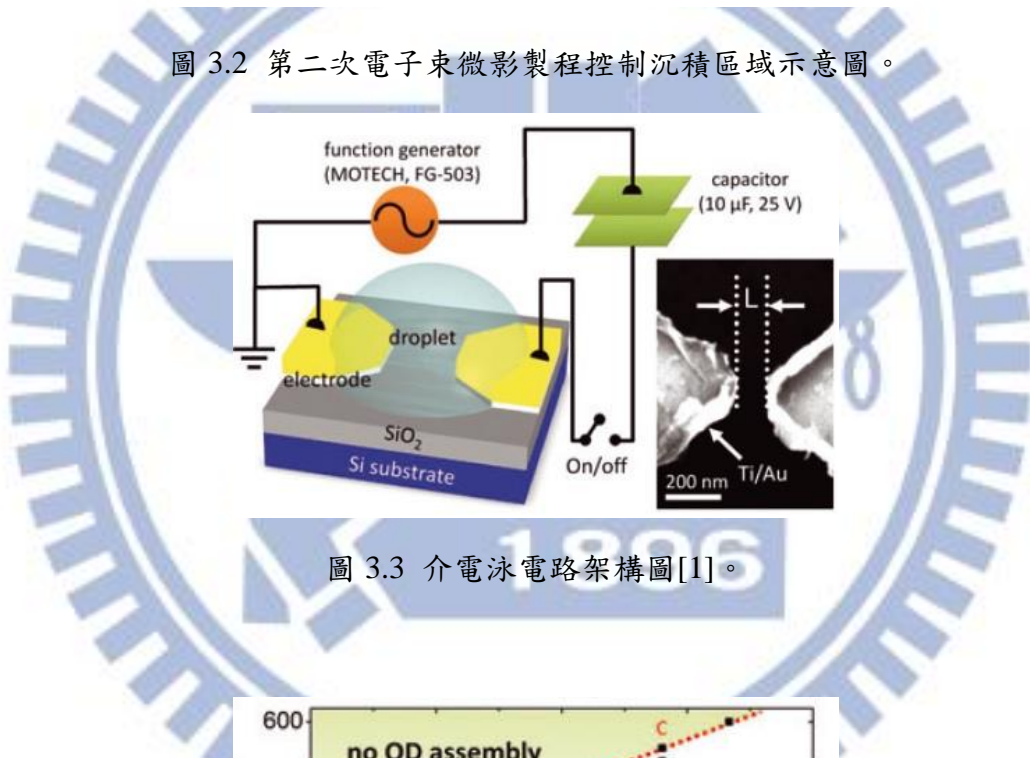 圖 3.2 第二次電子束微影製程控制沉積區域示意圖。
function generator
(MOTECH, FG-503)
capacitor
(10 μF, 25 V)
L
droplet
electrode
SiO₂
Si substrate
On/off
Ti/Au
200 nm
圖 3.3 介電泳電路架構圖[1]。
1896
600
C
no QD assembly